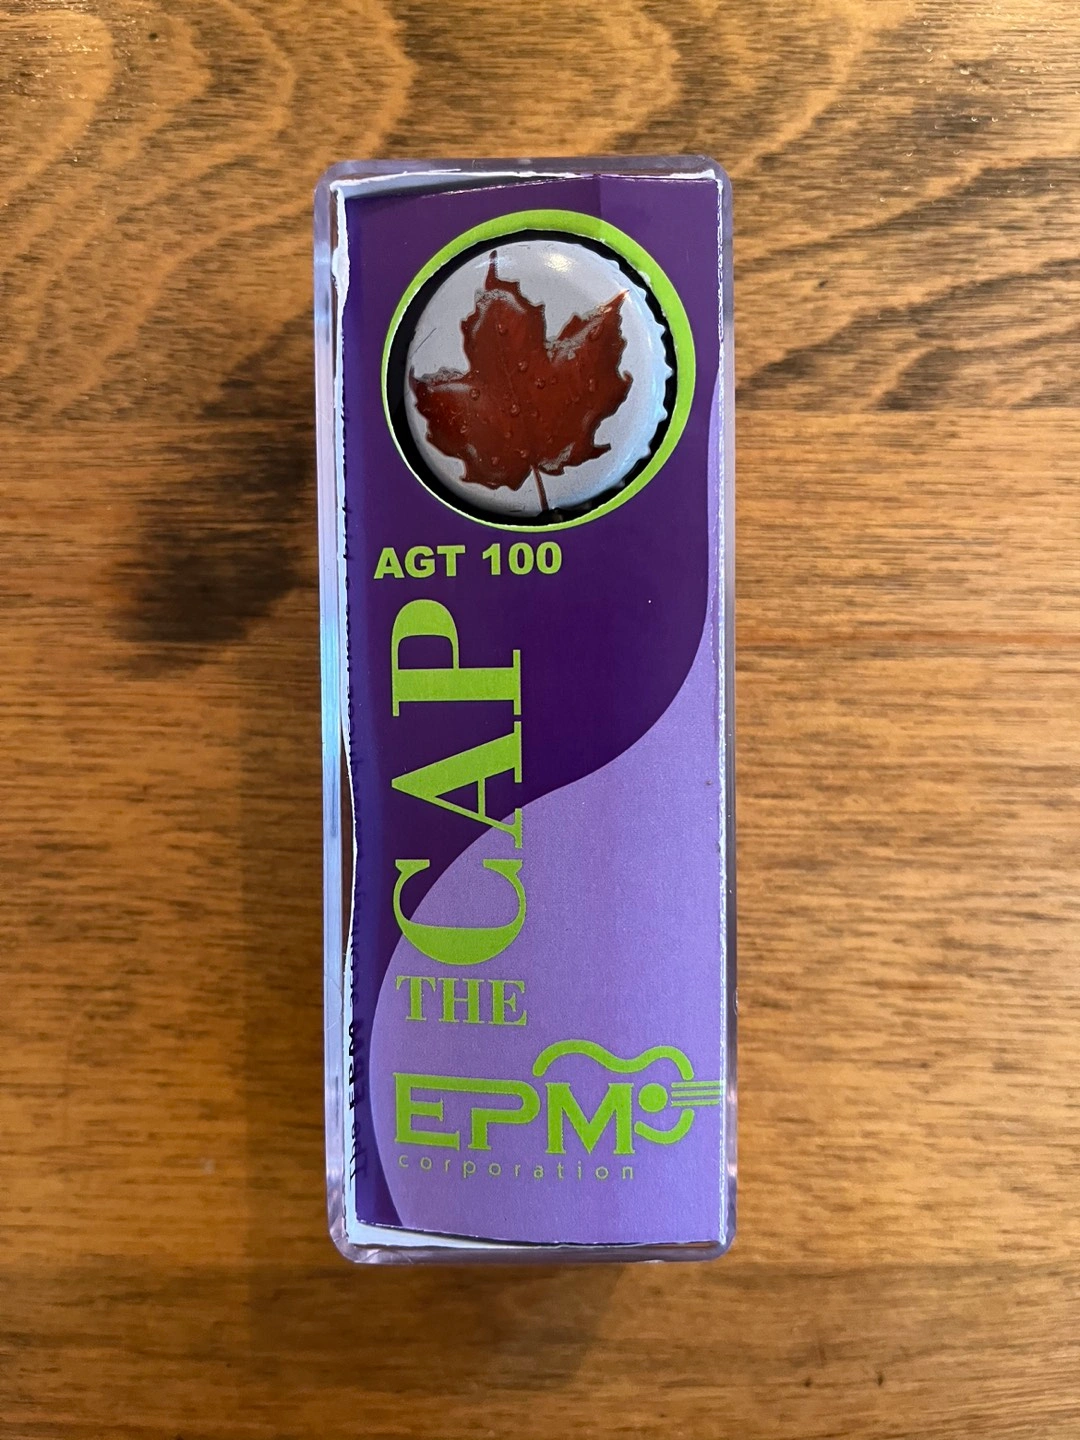 AGT 100
THE CAP
EPM
corporation